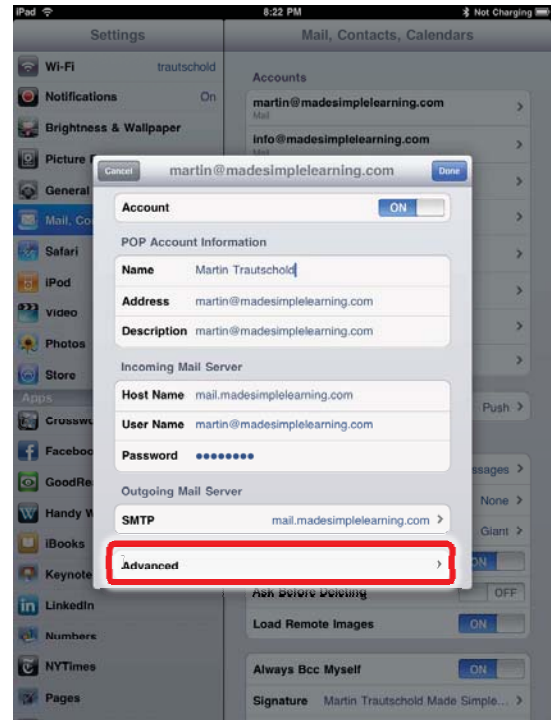 iPad 8:22 PM Not Charging
Settings
Mail, Contacts, Calendars
Wi-Fi trautschold
Notifications On
Brightness & Wallpaper
Picture
General
Mail, Co
Safari
iPod
Video
Photos
Store
Apps
Crossw
Faceboo
GoodRe
Handy W
iBooks
Keynote
LinkedIn
Numbers
NYTimes
Pages
Accounts
martin@madesimplelearning.com
Mail
info@madesimplelearning.com
Mail
Cancel martin@madesimplelearning.com Done
Account ON
POP Account Information
Name Martin Trautschold
Address martin@madesimplelearning.com
Description martin@madesimplelearning.com
Incoming Mail Server
Host Name mail.madesimplelearning.com
User Name martin@madesimplelearning.com
Password ●●●●●●●●
Outgoing Mail Server
SMTP mail.madesimplelearning.com
Advanced
Push
ssages
None
Giant
ON
Ask Before Deleting OFF
Load Remote Images ON
Always Bcc Myself ON
Signature Martin Trautschold Made Simple...